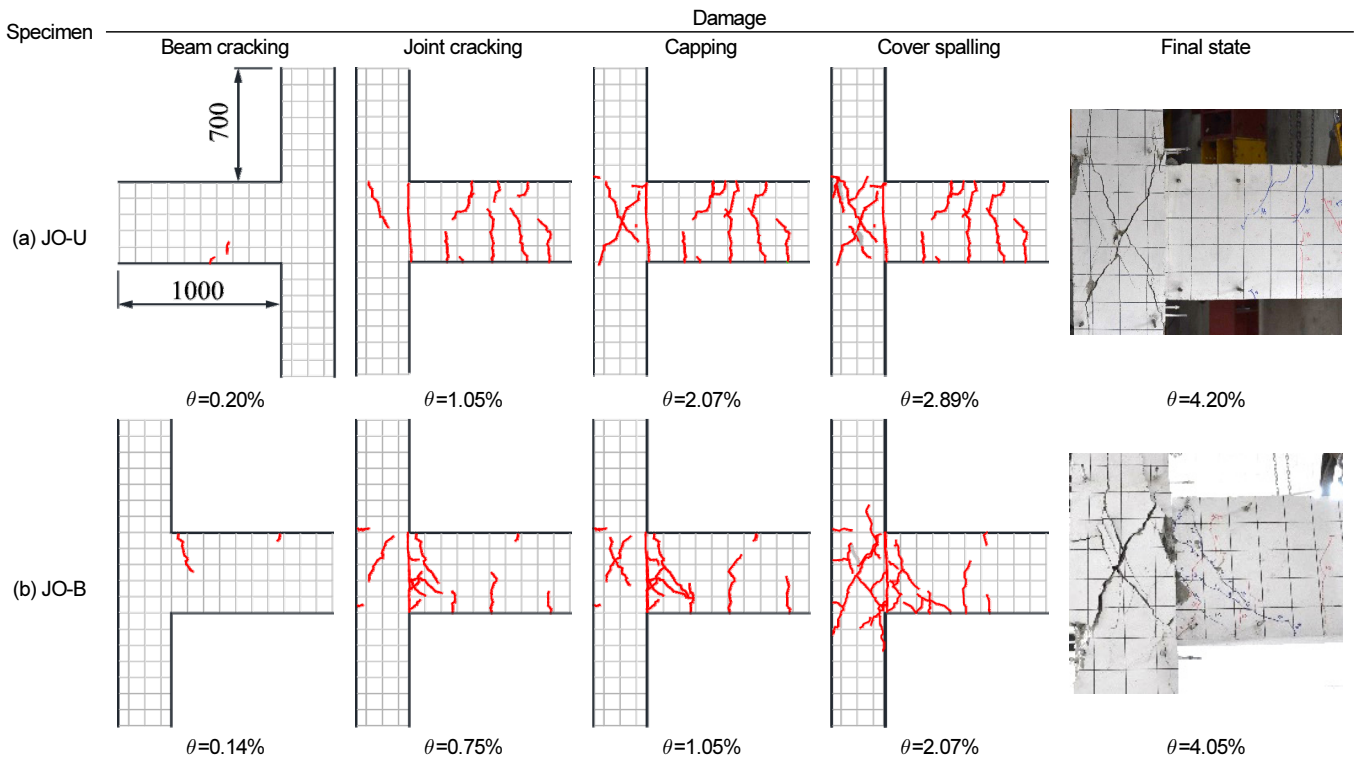 Damage
Specimen
Beam cracking Joint cracking Capping Cover spalling Final state
700
(a) JO-U
1000
θ=0.20% θ=1.05% θ=2.07% θ=2.89% θ=4.20%
(b) JO-B
θ=0.14% θ=0.75% θ=1.05% θ=2.07% θ=4.05%